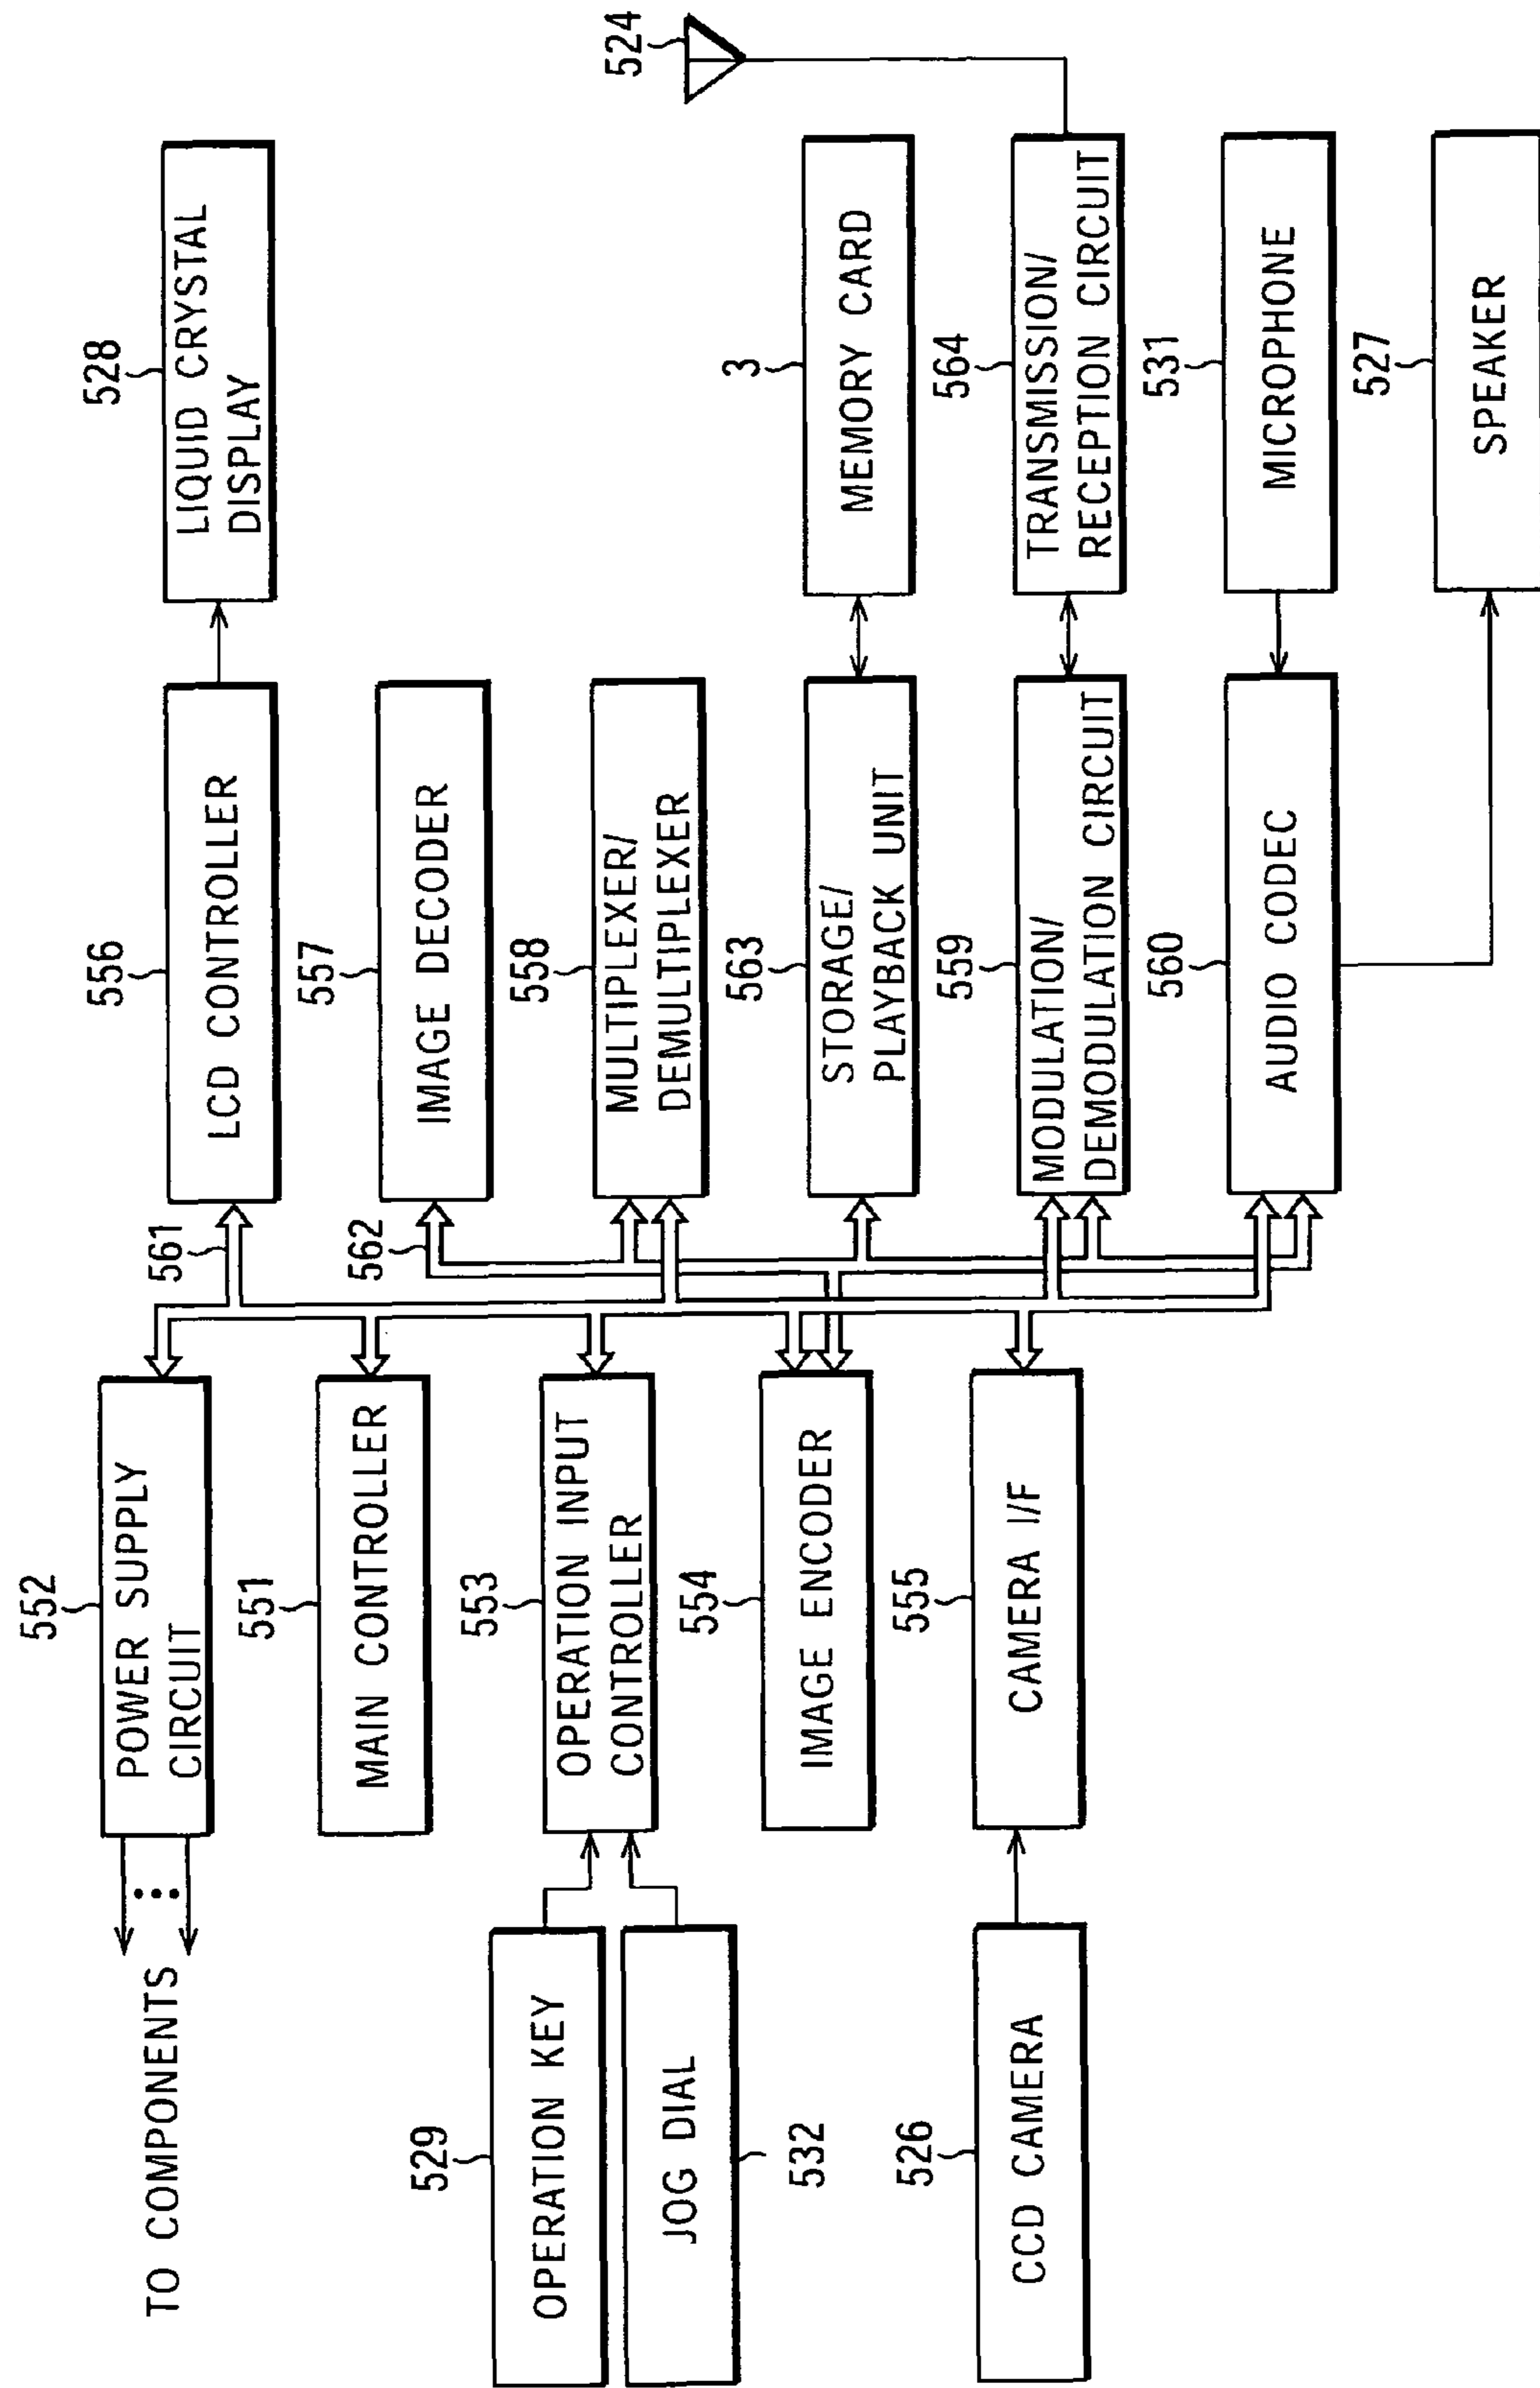 TO COMPONENTS
552
POWER SUPPLY
CIRCUIT
551
MAIN CONTROLLER
529
OPERATION KEY
JOG DIAL
532
553
OPERATION INPUT
CONTROLLER
554
IMAGE ENCODER
526
CCD CAMERA
555
CAMERA I/F
561
562
556
LCD CONTROLLER
557
IMAGE DECODER
558
MULTIPLEXER/
DEMULTIPLEXER
563
STORAGE/
PLAYBACK UNIT
559
MODULATION/
DEMODULATION CIRCUIT
560
AUDIO CODEC
528
LIQUID CRYSTAL
DISPLAY
524
3
MEMORY CARD
564
TRANSMISSION/
RECEPTION CIRCUIT
531
MICROPHONE
527
SPEAKER